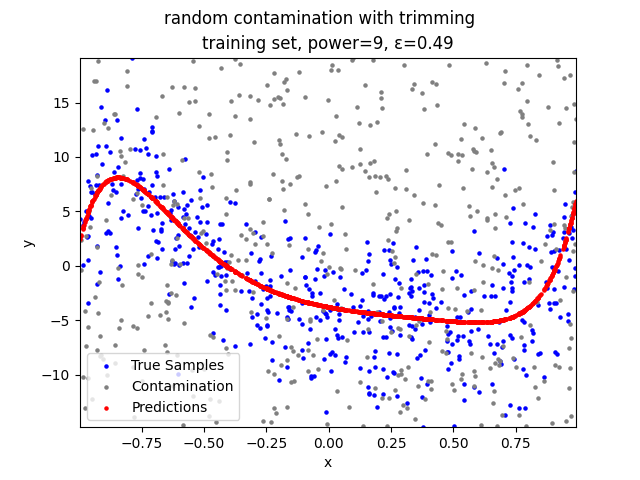 random contamination with trimming
training set, power=9, ε=0.49
y
15
10
5
0
−5
−10
True Samples
Contamination
Predictions
−0.75 −0.50 −0.25 0.00 0.25 0.50 0.75
x